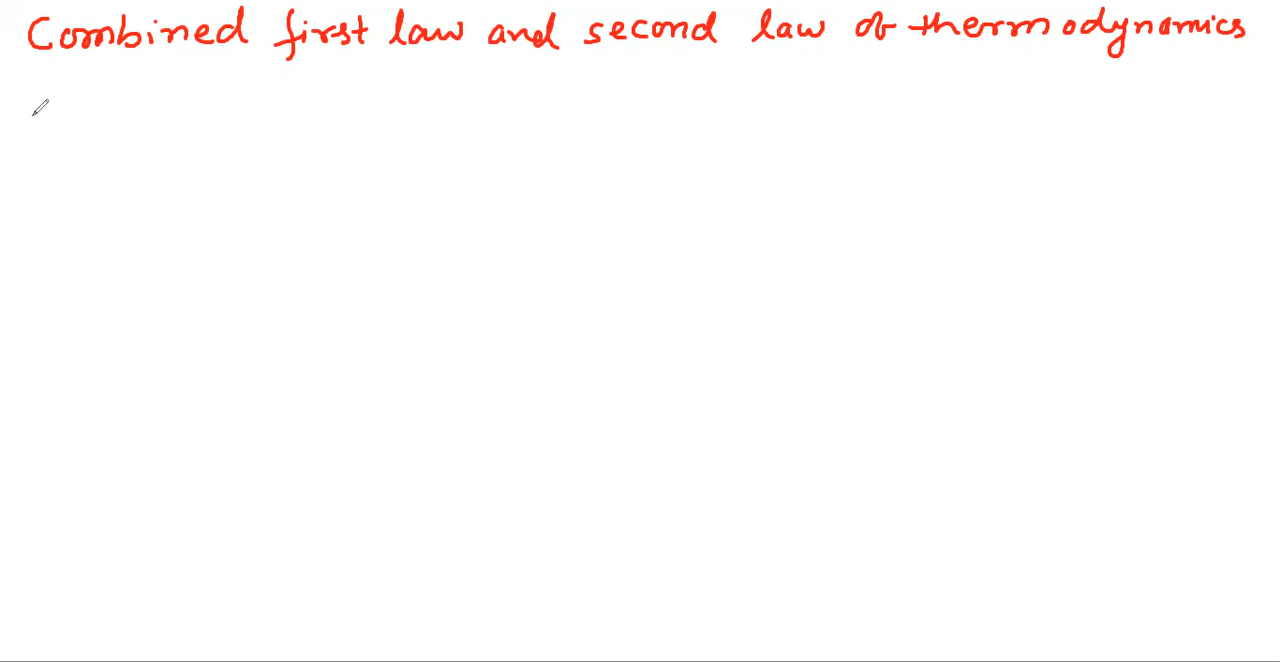 Combined first law and second law of thermodynamics